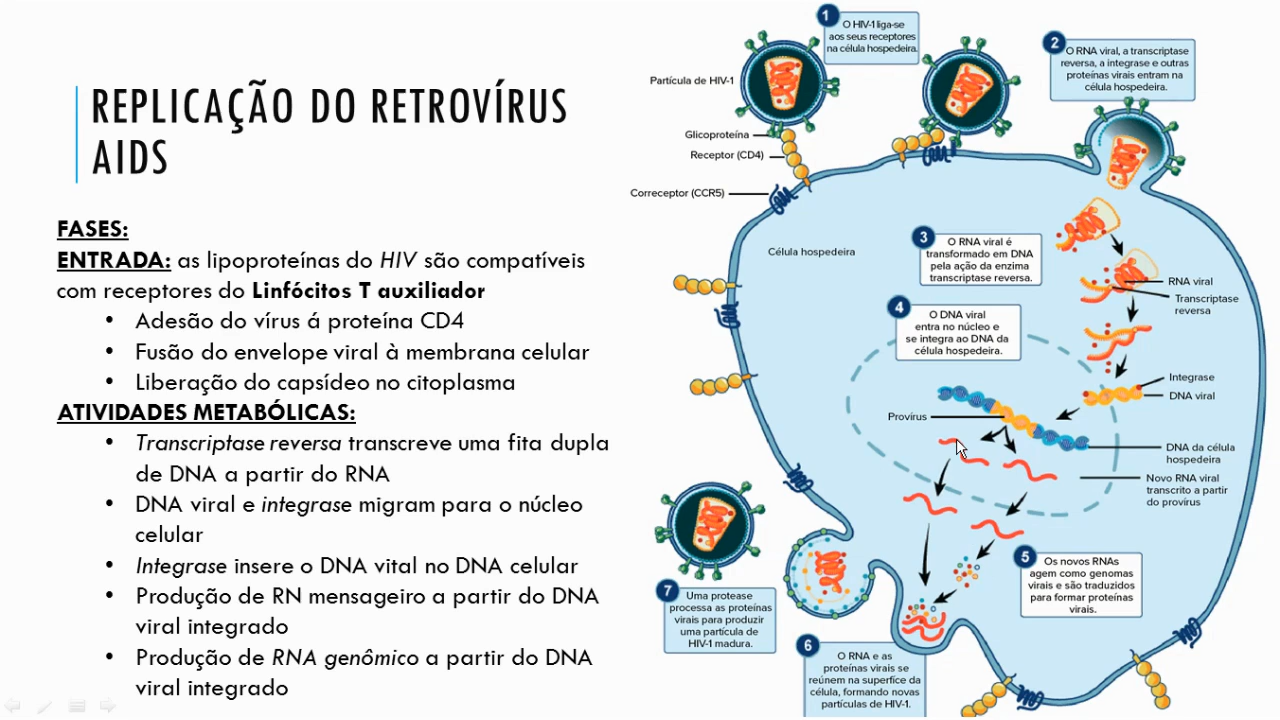 REPLICAÇÃO DO RETROVÍRUS
AIDS
FASES:
ENTRADA: as lipoproteínas do HIV são compatíveis
com receptores do Linfócitos T auxiliador
• Adesão do vírus á proteína CD4
• Fusão do envelope viral à membrana celular
• Liberação do capsídeo no citoplasma
ATIVIDADES METABÓLICAS:
• Transcriptase reversa transcreve uma fita dupla
de DNA a partir do RNA
• DNA viral e integrase migram para o núcleo
celular
• Integrase insere o DNA vital no DNA celular
• Produção de RN mensageiro a partir do DNA
viral integrado
• Produção de RNA genômico a partir do DNA
viral integrado
1
O HIV-1 liga-se
aos seus receptores
na célula hospedeira.
2
O RNA viral, a transcriptase
reversa, a integrase e outras
proteínas virais entram na
célula hospedeira.
Partícula de HIV-1
Glicoproteína
Receptor (CD4)
Correceptor (CCR5)
Célula hospedeira
3
O RNA viral é
transformado em DNA
pela ação da enzima
transcriptase reversa.
RNA viral
Transcriptase
reversa
4
O DNA viral
entra no núcleo e
se integra ao DNA da
célula hospedeira.
Integrase
DNA viral
Provírus
DNA da célula
hospedeira
Novo RNA viral
transcrito a partir
do provírus
5
Os novos RNAs
agem como genomas
virais e são traduzidos
para formar proteínas
virais.
7
Uma protease
processa as proteínas
virais para produzir
uma partícula de
HIV-1 madura.
6
O RNA e as
proteínas virais se
reúnem na superfíce da
célula, formando novas
partículas de HIV-1.